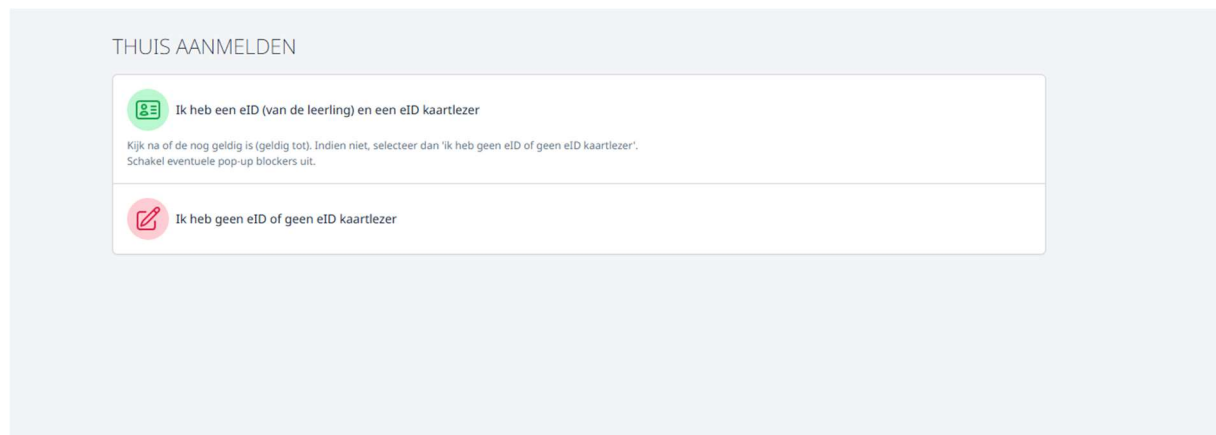 THUIS AANMELDEN
Ik heb een eID (van de leerling) en een eID kaartlezer
Kijk na of de nog geldig is (geldig tot). Indien niet, selecteer dan 'ik heb geen eID of geen eID kaartlezer'.
Schakel eventuele pop-up blockers uit.
Ik heb geen eID of geen eID kaartlezer